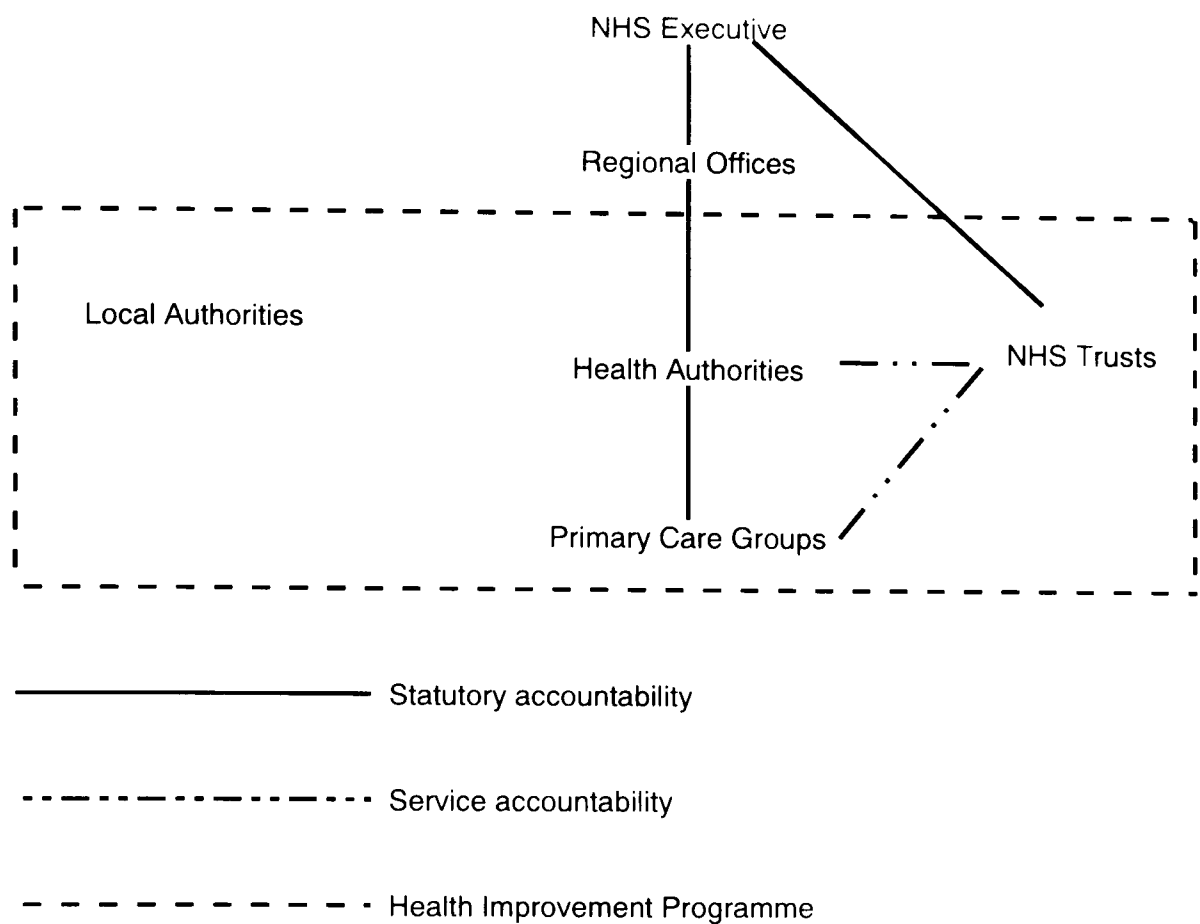 NHS Executive
Regional Offices
Local Authorities
NHS Trusts
Health Authorities
Primary Care Groups
Statutory accountability
Service accountability
Health Improvement Programme